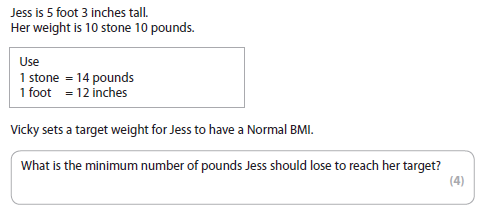 Jess is 5 foot 3 inches tall.
Her weight is 10 stone 10 pounds.
Use
1 stone = 14 pounds
1 foot = 12 inches
Vicky sets a target weight for Jess to have a Normal BMI.
What is the minimum number of pounds Jess should lose to reach her target?
(4)